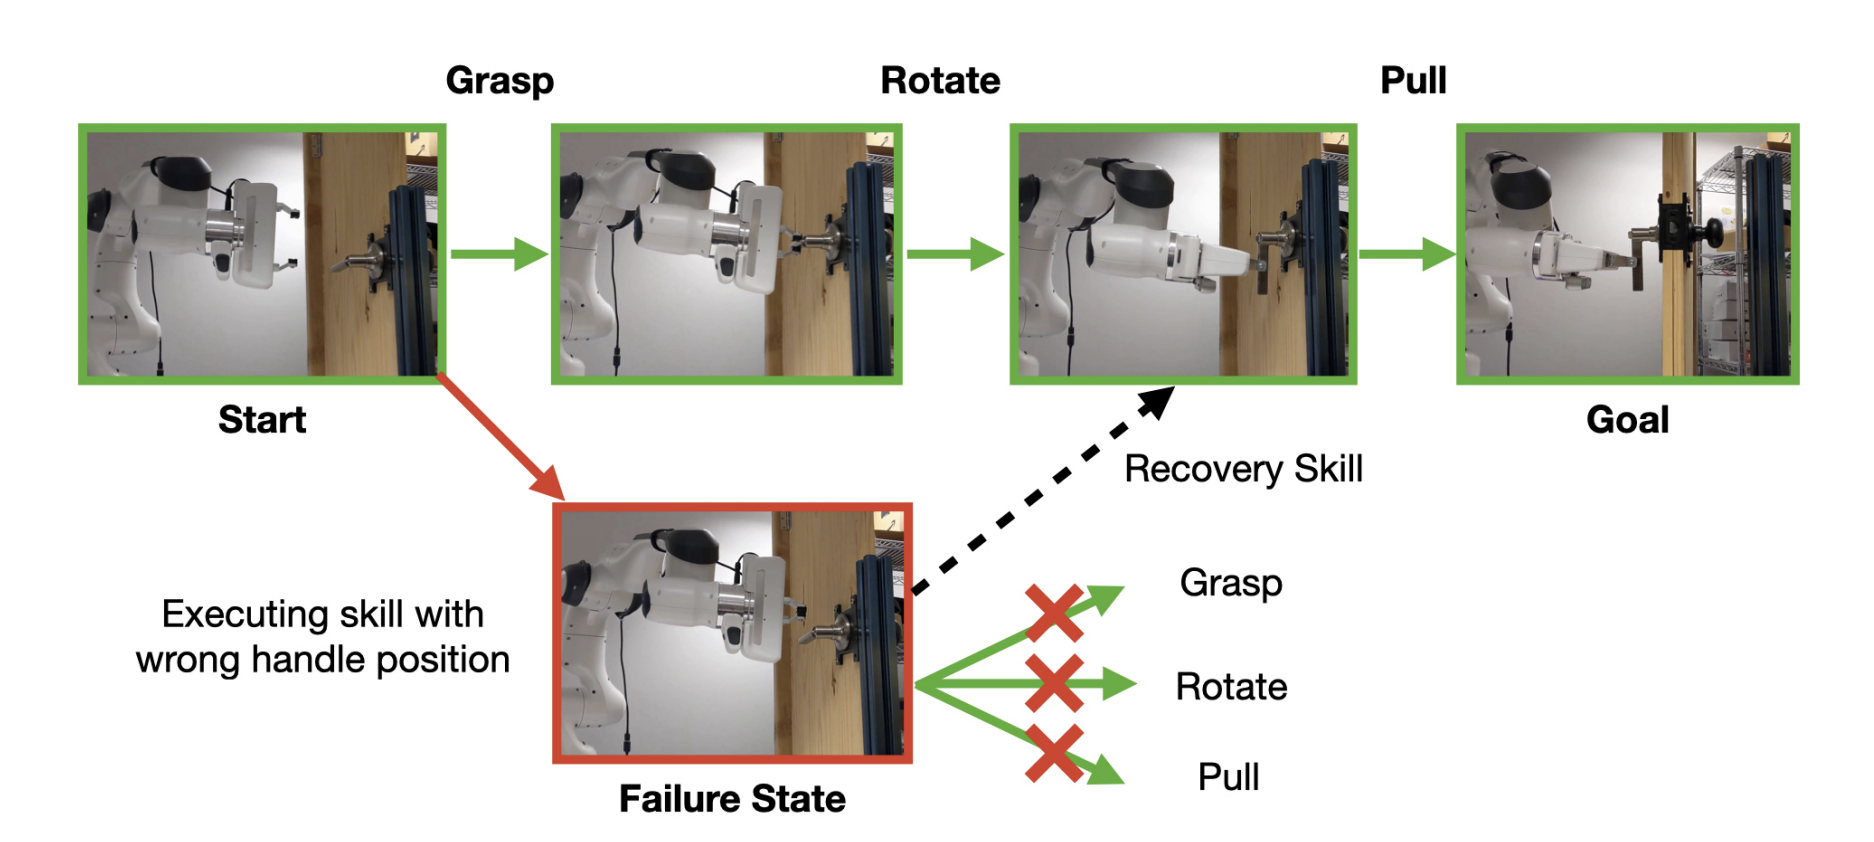 Grasp
Rotate
Pull
Start
Goal
Recovery Skill
Executing skill with
wrong handle position
Grasp
Rotate
Pull
Failure State